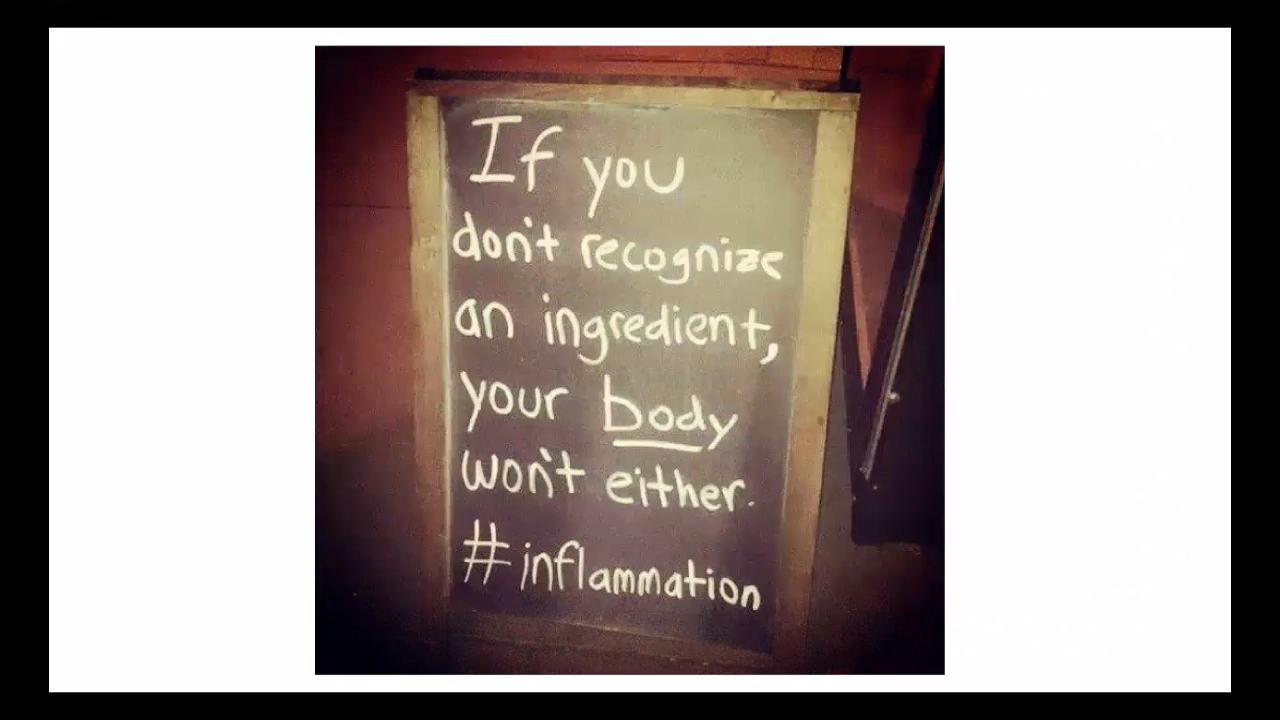 If you
don't recognize
an ingredient,
your body
won't either.
#inflammation